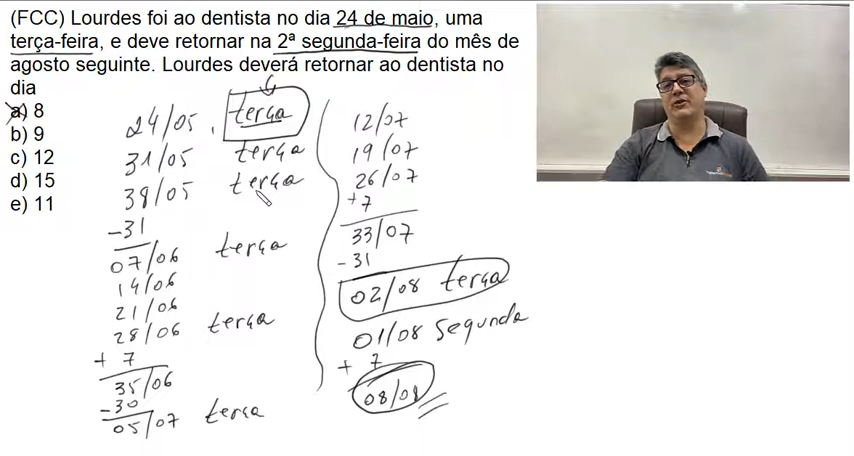 (FCC) Lourdes foi ao dentista no dia 24 de maio, uma
terça-feira, e deve retornar na 2ª segunda-feira do mês de
agosto seguinte. Lourdes deverá retornar ao dentista no
dia
a) 8
b) 9
c) 12
d) 15
e) 11
24/05, terça
31/05 terça
38/05 terça
-31
07/06 terça
14/06
21/06
28/06 terça
+ 7
35/06
-30
05/07 terça
12/07
19/07
26/07
+7
33/07
-31
02/08 terça
01/08 Segunda
+ 7
08/08